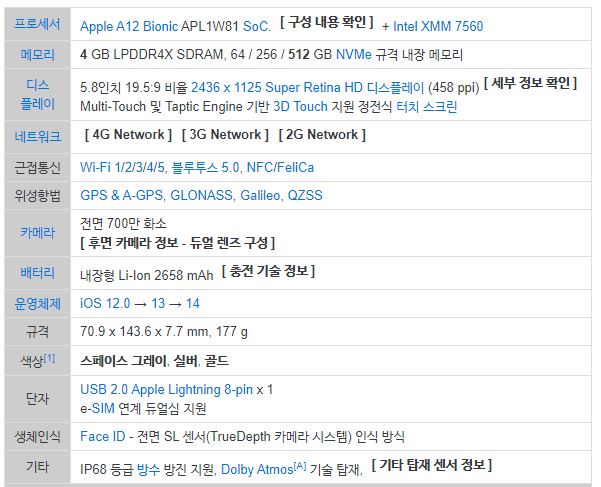 프로세서
Apple A12 Bionic APL1W81 SoC. [ 구성 내용 확인 ] + Intel XMM 7560
메모리
4 GB LPDDR4X SDRAM, 64 / 256 / 512 GB NVMe 규격 내장 메모리
디스
플레이
5.8인치 19.5:9 비율 2436 x 1125 Super Retina HD 디스플레이 (458 ppi) [ 세부 정보 확인 ]
Multi-Touch 및 Taptic Engine 기반 3D Touch 지원 정전식 터치 스크린
네트워크
[ 4G Network ] [ 3G Network ] [ 2G Network ]
근접통신
Wi-Fi 1/2/3/4/5, 블루투스 5.0, NFC/FeliCa
위성항법
GPS & A-GPS, GLONASS, Galileo, QZSS
카메라
전면 700만 화소
[ 후면 카메라 정보 - 듀얼 렌즈 구성 ]
배터리
내장형 Li-Ion 2658 mAh [ 충전 기술 정보 ]
운영체제
iOS 12.0 → 13 → 14
규격
70.9 x 143.6 x 7.7 mm, 177 g
색상[1]
스페이스 그레이, 실버, 골드
단자
USB 2.0 Apple Lightning 8-pin x 1
e-SIM 연계 듀얼심 지원
생체인식
Face ID - 전면 SL 센서(TrueDepth 카메라 시스템) 인식 방식
기타
IP68 등급 방수 방진 지원, Dolby Atmos[A] 기술 탑재, [ 기타 탑재 센서 정보 ]